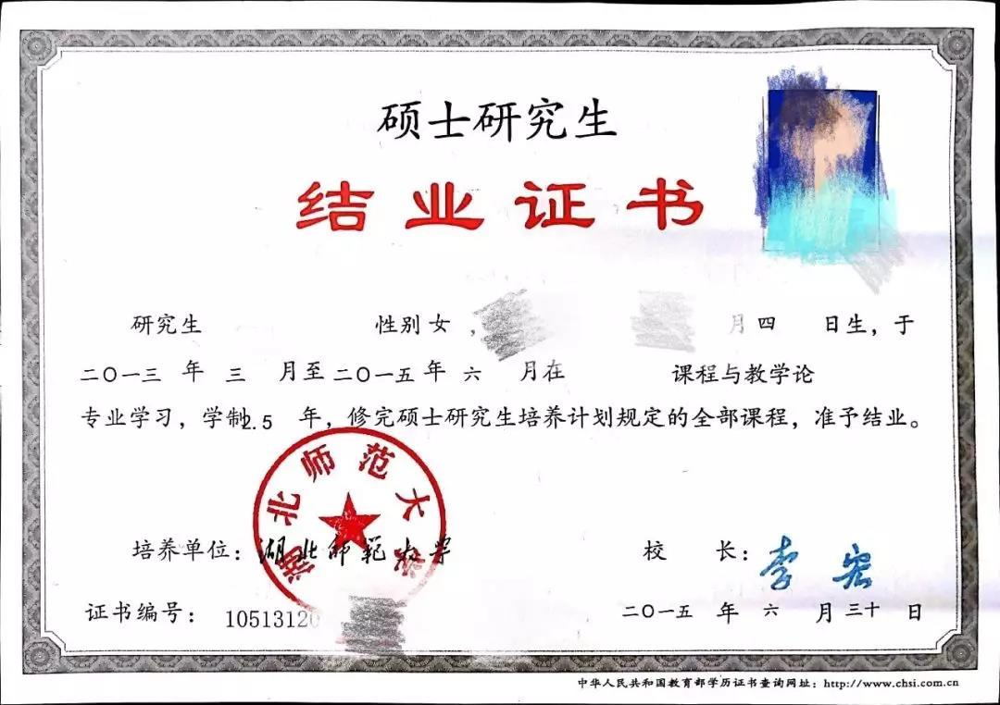 硕士研究生
结业证书
研究生 性别 女， 月 四 日生，于
二〇一三 年 三 月至 二〇一五 年 六 月在 课程与教学论
专业学习，学制2.5 年，修完硕士研究生培养计划规定的全部课程，准予结业。
湖北师范大学
培养单位：湖北师范大学
校 长：李宏
证书编号：10513120
二〇一五 年 六 月 三十 日
中华人民共和国教育部学历证书查询网址：http://www.chsi.com.cn